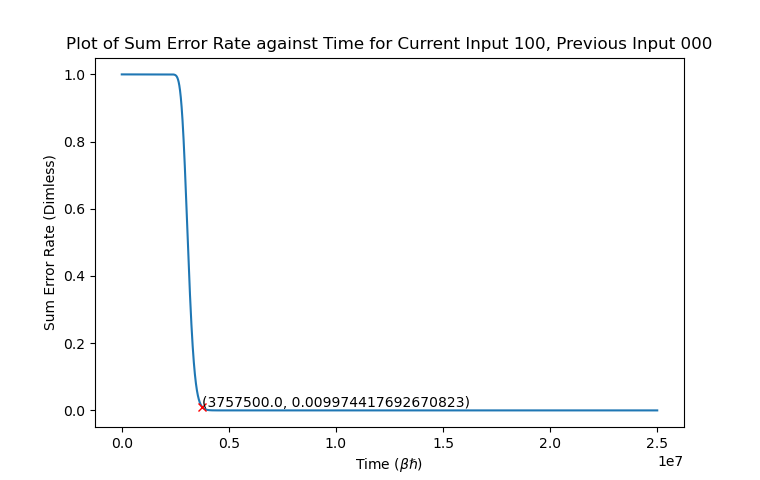 Plot of Sum Error Rate against Time for Current Input 100, Previous Input 000
1.0
0.8
0.6
0.4
0.2
0.0
Sum Error Rate (Dimless)
(3757500.0, 0.009974417692670823)
0.0 0.5 1.0 1.5 2.0 2.5
1e7
Time (βħ)